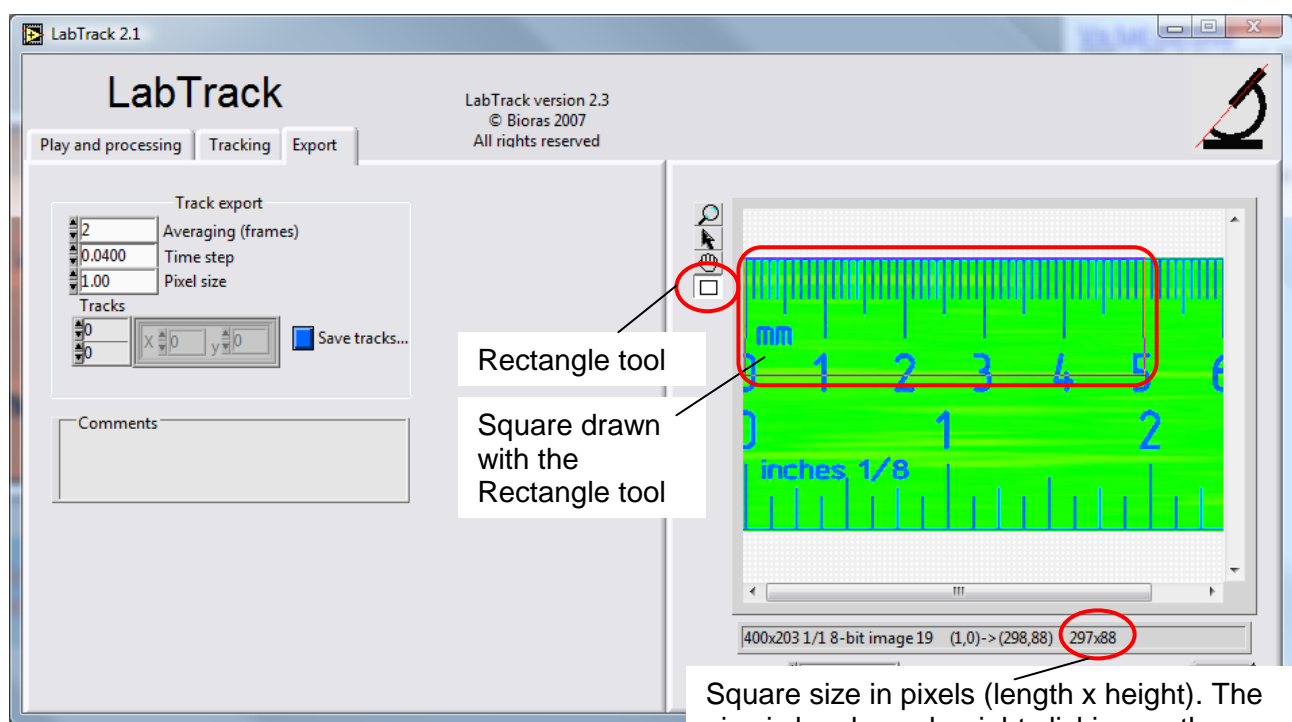 LabTrack 2.1
LabTrack
LabTrack version 2.3
© Bioras 2007
All rights reserved
Play and processing
Tracking
Export
Track export
2 Averaging (frames)
0.0400 Time step
1.00 Pixel size
Tracks
0
0
X 0 y 0
Save tracks...
Comments
Rectangle tool
Square drawn
with the
Rectangle tool
mm
0 1 2 3 4 5 6
0 1 2
inches 1/8
400x203 1/1 8-bit image 19 (1,0)->(298,88) 297x88
Square size in pixels (length x height). The